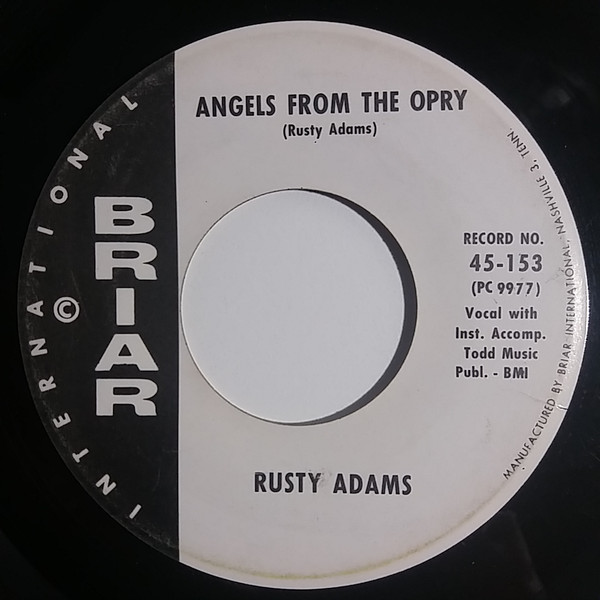 ANGELS FROM THE OPRY
(Rusty Adams)
INTERNATIONAL
©
BRIAR
RECORD NO.
45-153
(PC 9977)
Vocal with
Inst. Accomp.
Todd Music
Publ. - BMI
MANUFACTURED BY BRIAR INTERNATIONAL, NASHVILLE 3, TENN.
RUSTY ADAMS